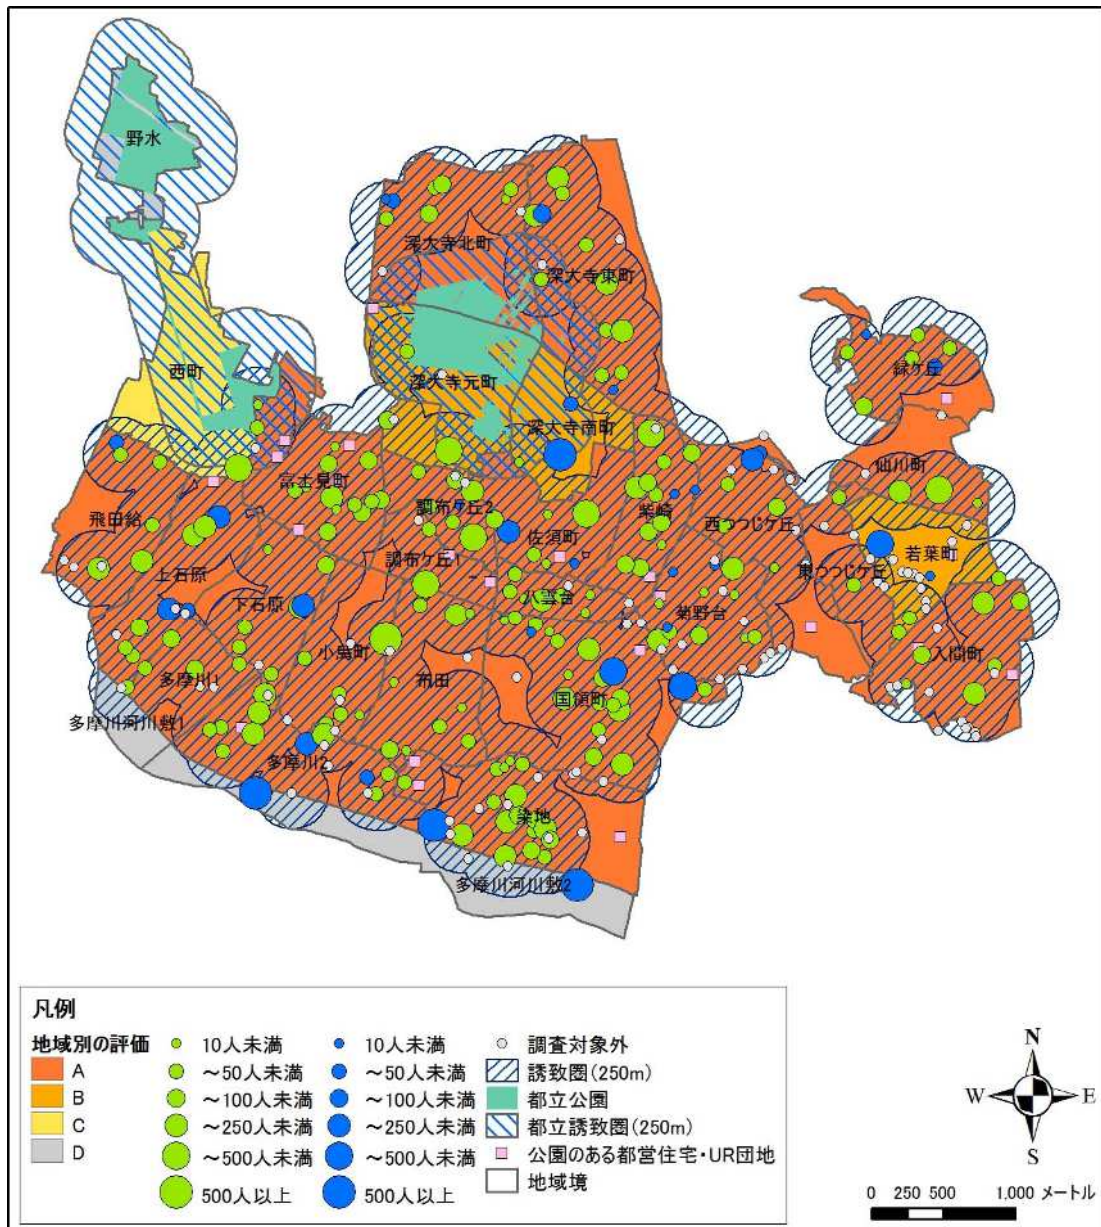 野水
深大寺北町
深大寺東町
西町
深大寺元町
緑ケ丘
深大寺南町
仙川町
富士見町
飛田給
調布ケ丘2
柴崎
佐須町
西つつじケ丘
若葉町
上石原
調布ケ丘1
東つつじケ丘
下石原
八雲台
菊野台
小島町
入間町
多摩川1
布田
国領町
多摩川河川敷1
多摩川2
染地
多摩川河川敷2
凡例
地域別の評価
A
B
C
D
10人未満
~50人未満
~100人未満
~250人未満
~500人未満
500人以上
10人未満
~50人未満
~100人未満
~250人未満
~500人未満
500人以上
調査対象外
誘致圏(250m)
都立公園
都立誘致圏(250m)
公園のある都営住宅・UR団地
地域境
N
W E
S
0 250 500 1,000 メートル